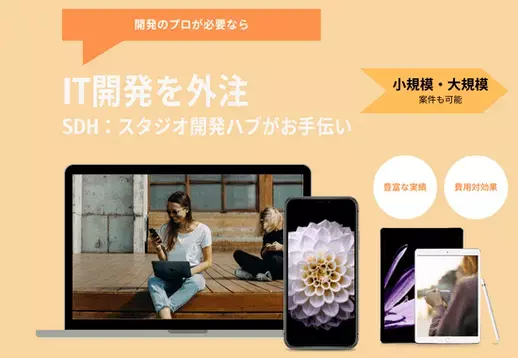 開発のプロが必要なら
IT開発を外注
SDH：スタジオ開発ハブがお手伝い
小規模・大規模
案件も可能
豊富な実績
費用対効果